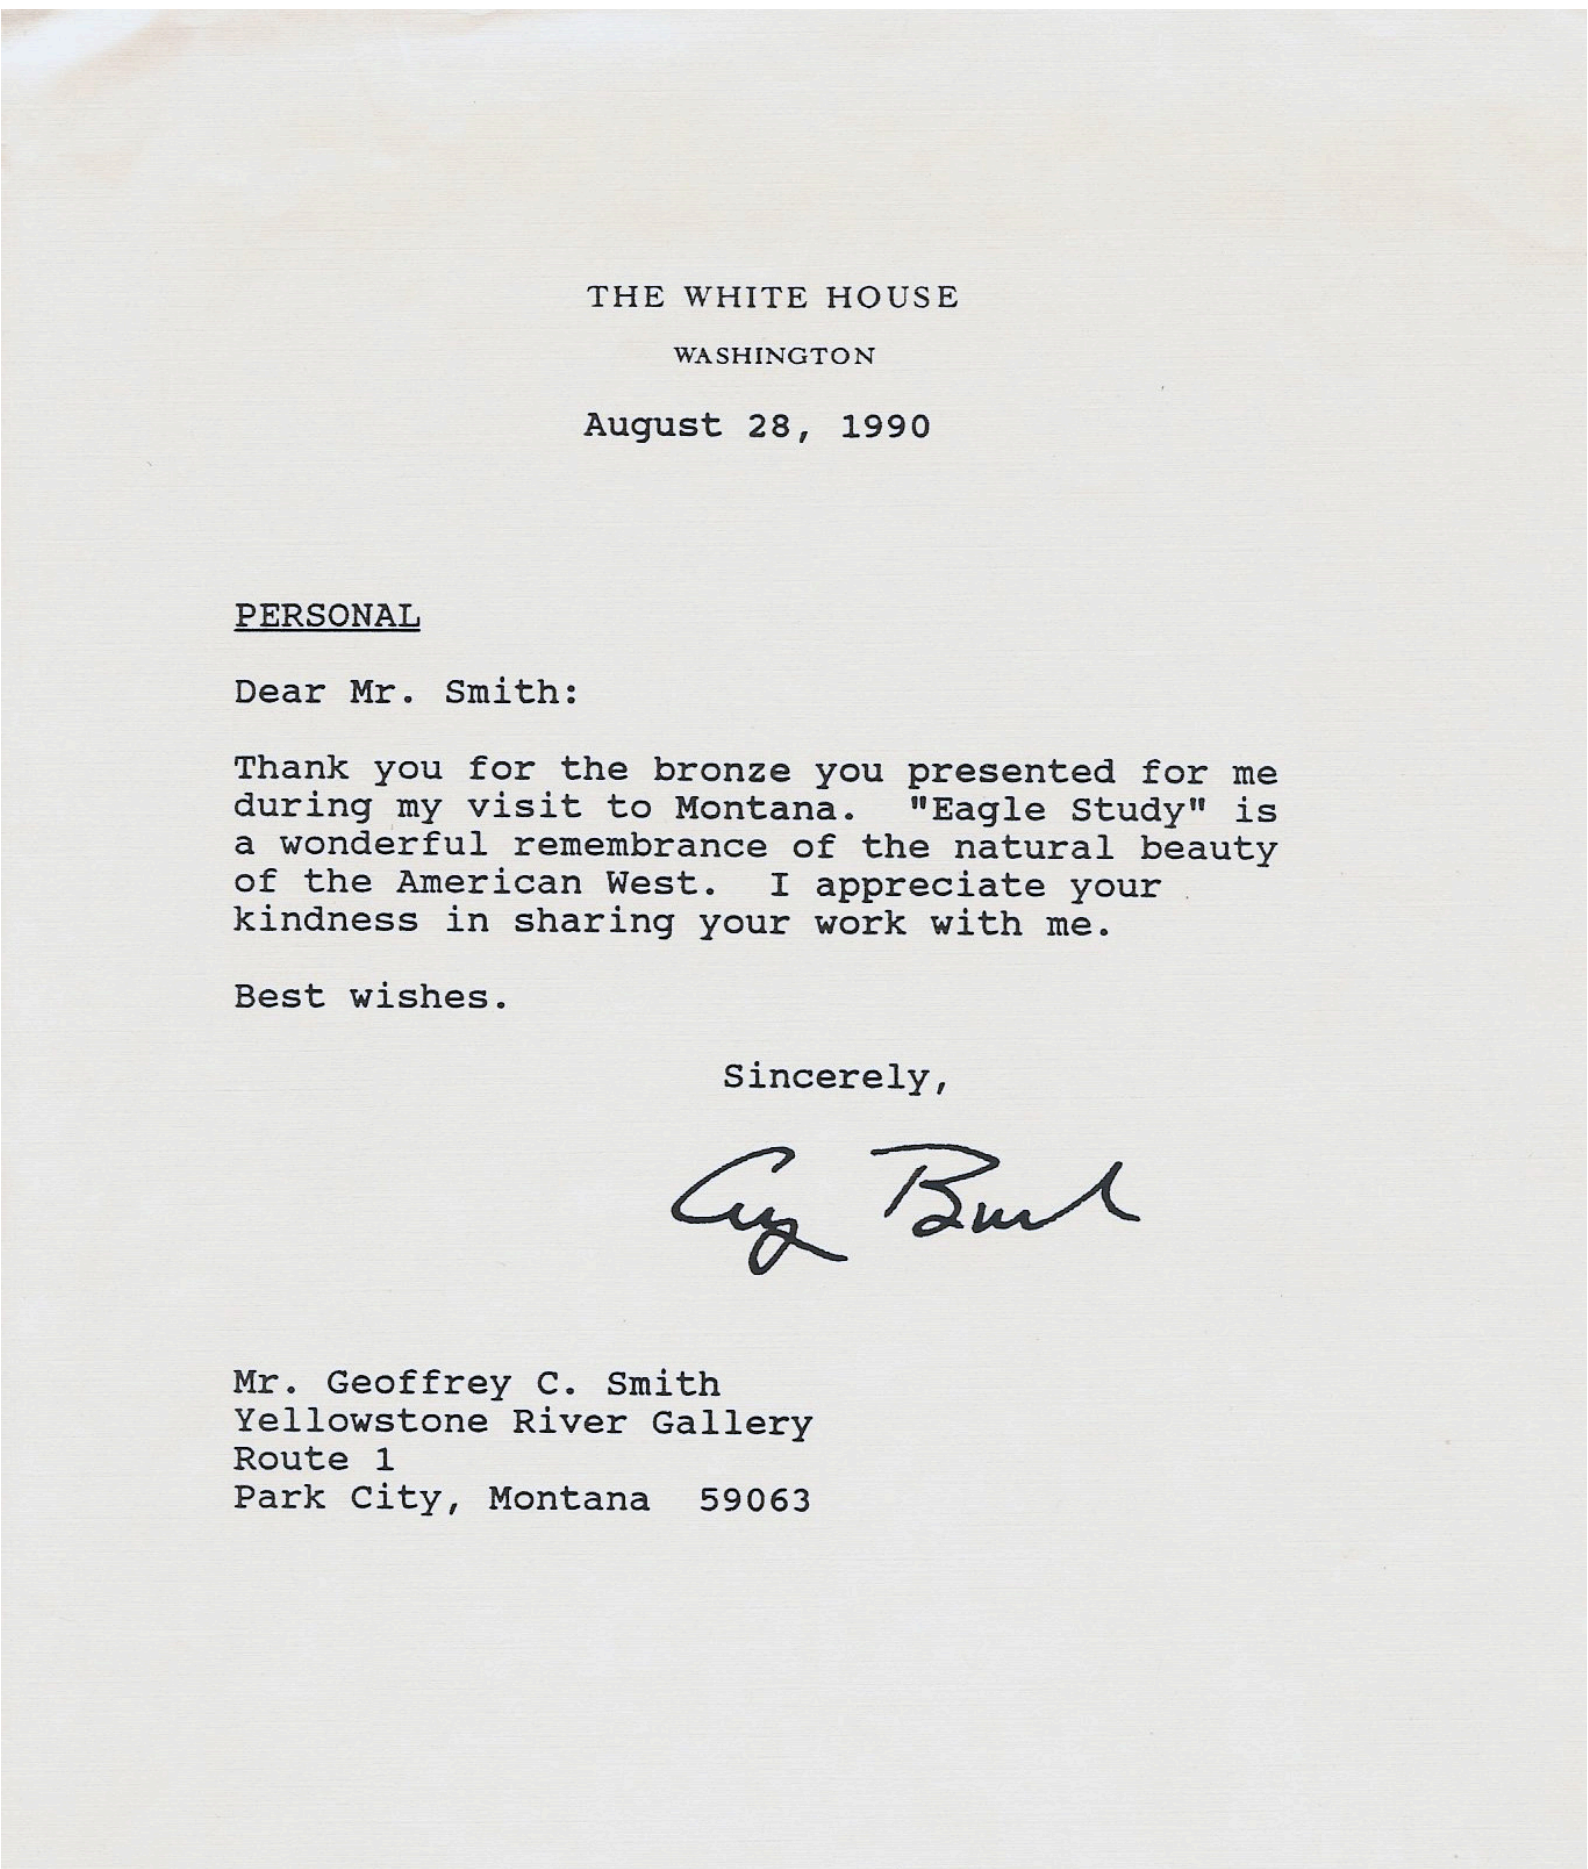 THE WHITE HOUSE
WASHINGTON
August 28, 1990
PERSONAL
Dear Mr. Smith:
Thank you for the bronze you presented for me
during my visit to Montana.  "Eagle Study" is
a wonderful remembrance of the natural beauty
of the American West.  I appreciate your
kindness in sharing your work with me.
Best wishes.
Sincerely,
G Bush
Mr. Geoffrey C. Smith
Yellowstone River Gallery
Route 1
Park City, Montana  59063